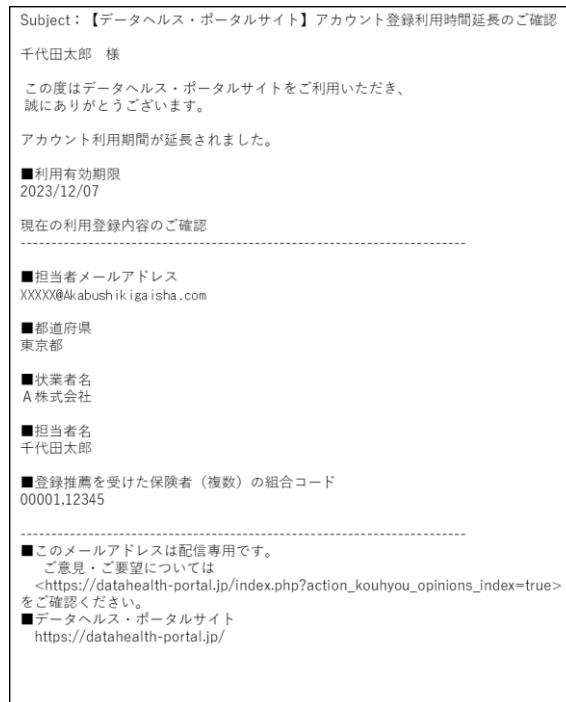 Subject：【データヘルス・ポータルサイト】アカウント登録利用時間延長のご確認
千代田太郎　様
この度はデータヘルス・ポータルサイトをご利用いただき、
誠にありがとうございます。
アカウント利用期間が延長されました。
■利用有効期限
2023/12/07
現在の利用登録内容のご確認
-------------------------------------------------------------------------
■担当者メールアドレス
XXXXX@Akabushikigaisha.com
■都道府県
東京都
■状業者名
Ａ株式会社
■担当者名
千代田太郎
■登録推薦を受けた保険者（複数）の組合コード
00001,12345
-------------------------------------------------------------------------
■このメールアドレスは配信専用です。
ご意見・ご要望については
<https://datahealth-portal.jp/index.php?action_kouhyou_opinions_index=true>
をご確認ください。
■データヘルス・ポータルサイト
https://datahealth-portal.jp/